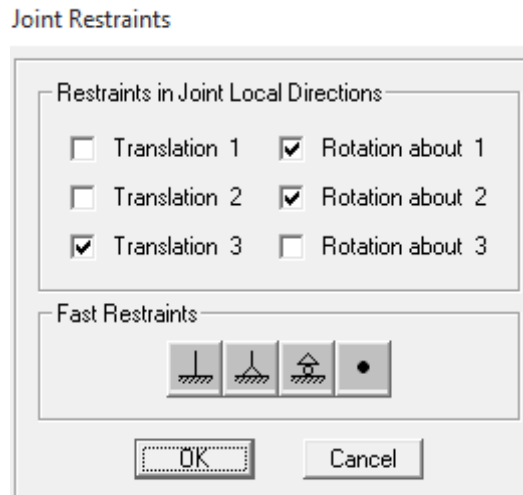 Joint Restraints
Restraints in Joint Local Directions
Translation 1 Rotation about 1
Translation 2 Rotation about 2
Translation 3 Rotation about 3
Fast Restraints
OK Cancel